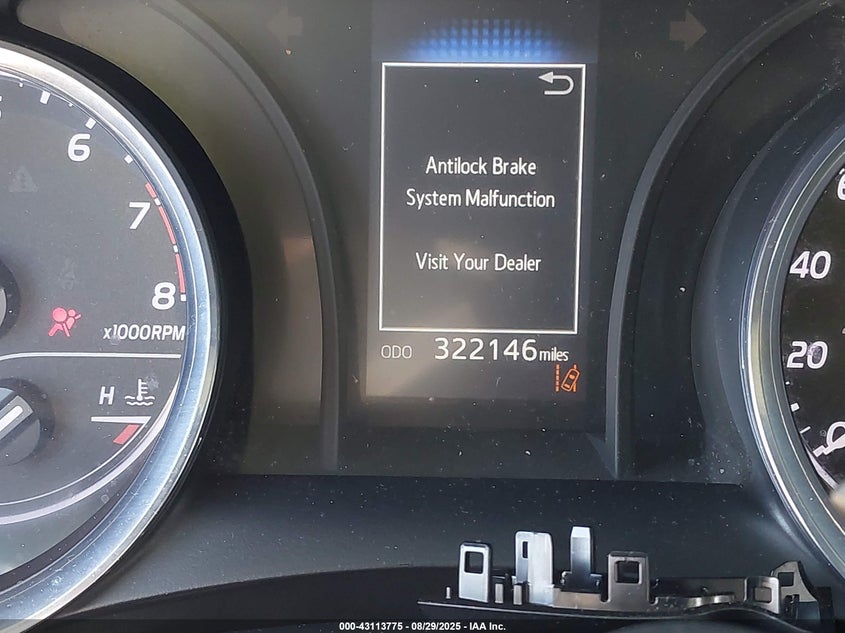 6
7
8
x1000RPM
H
Antilock Brake
System Malfunction
Visit Your Dealer
ODO 322146 miles
40
20
0
000-43113775 - 08/29/2025 - IAA Inc.